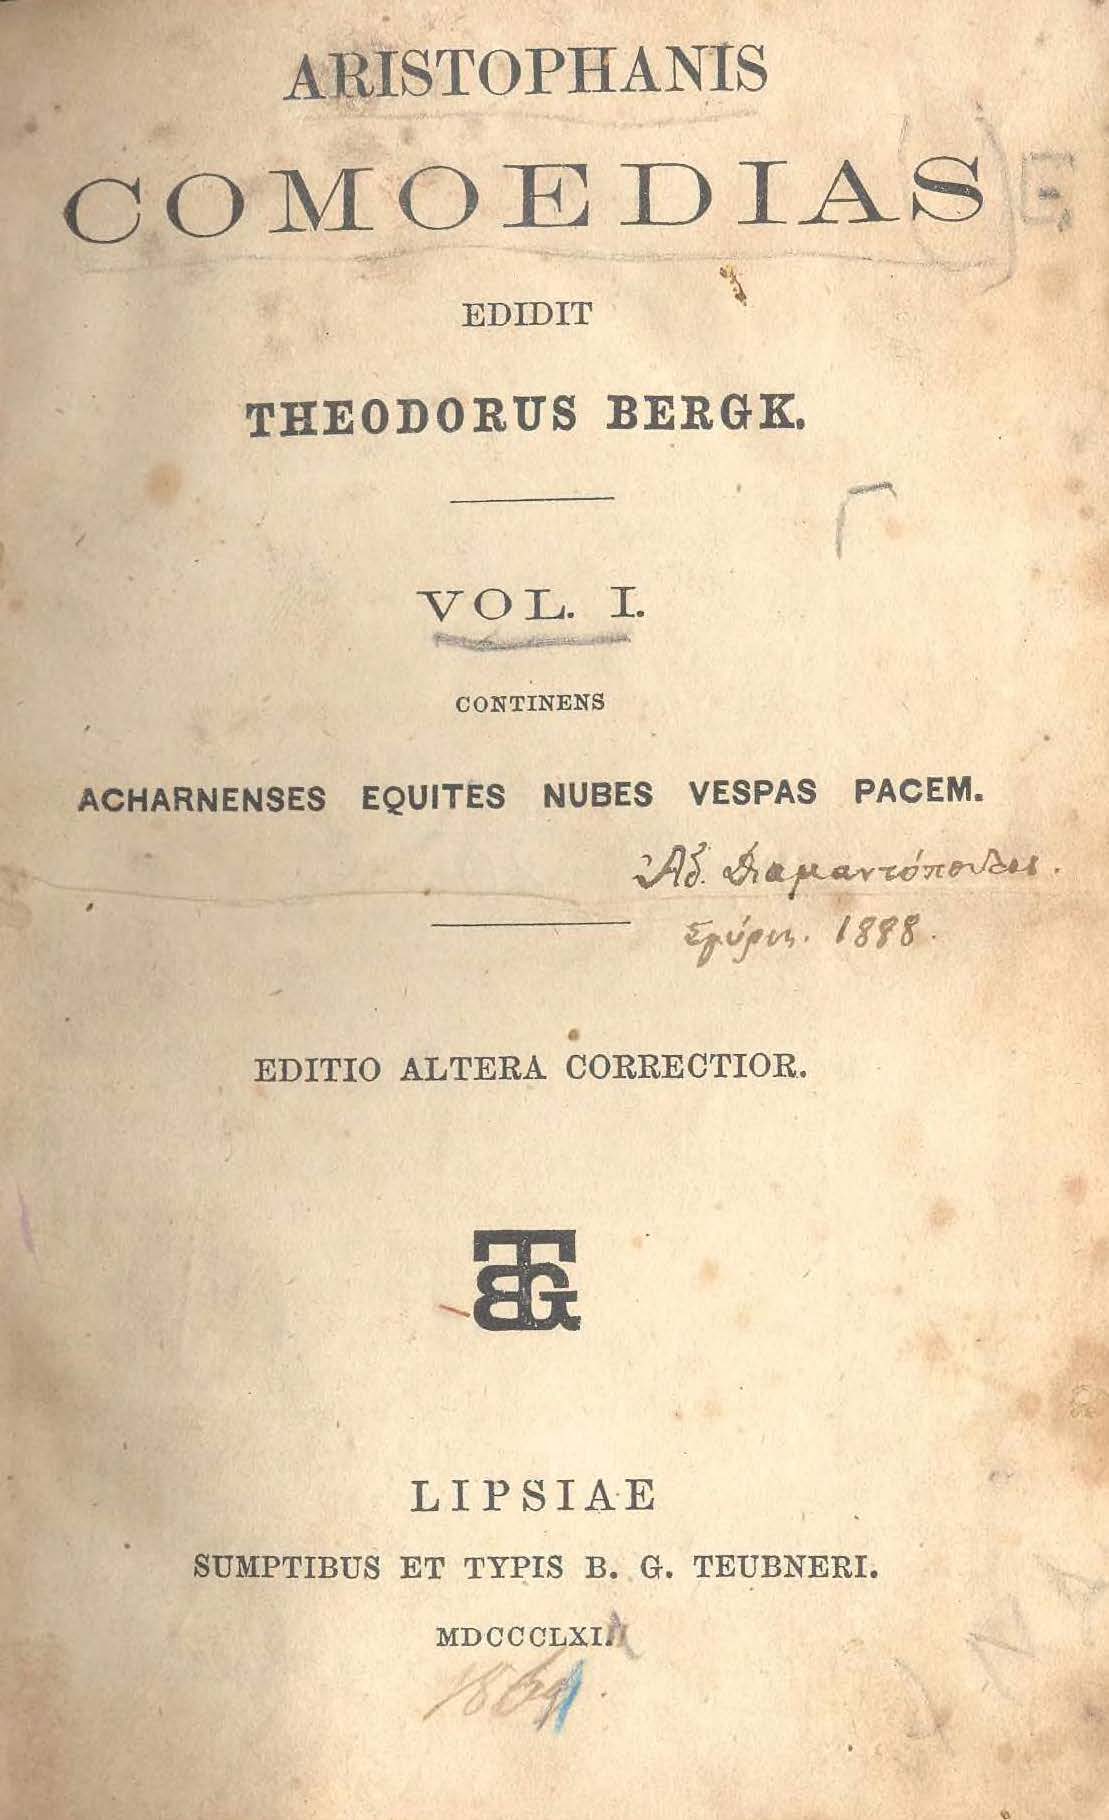 ARISTOPHANIS
COMOEDIAS
EDIDIT
THEODORUS BERGK.
VOL. I.
CONTINENS
ACHARNENSES EQUITES NUBES VESPAS PACEM.
Ἀδ. Διαμαντόπουλος.
Σμύρνη. 1888.
EDITIO ALTERA CORRECTIOR.
BTG
LIPSIAE
SUMPTIBUS ET TYPIS B. G. TEUBNERI.
MDCCCLXI.